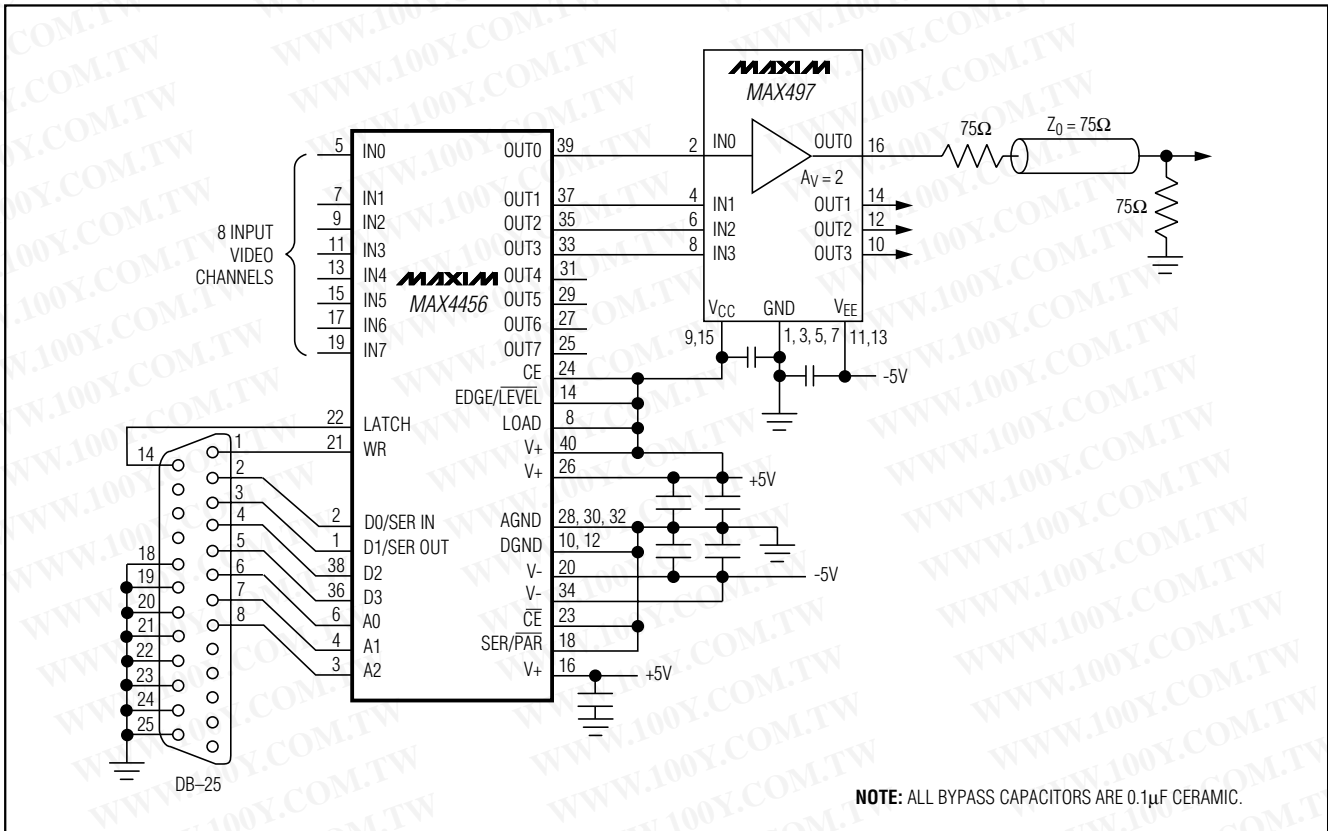 MAXIM
MAX497
2 IN0 OUT0 16
AV = 2
4 IN1 OUT1 14
6 IN2 OUT2 12
8 IN3 OUT3 10
VCC GND VEE
9,15 1, 3, 5, 7 11,13
-5V
75Ω
Z0 = 75Ω
75Ω
8 INPUT
VIDEO
CHANNELS
MAXIM
MAX4456
5 IN0 OUT0 39
7 IN1 OUT1 37
9 IN2 OUT2 35
11 IN3 OUT3 33
13 IN4 OUT4 31
15 IN5 OUT5 29
17 IN6 OUT6 27
19 IN7 OUT7 25
CE 24
EDGE/LEVEL 14
22 LATCH LOAD 8
21 WR V+ 40
V+ 26
+5V
2 D0/SER IN AGND 28, 30, 32
1 D1/SER OUT DGND 10, 12
38 D2 V- 20
-5V
36 D3 V- 34
6 A0 CE 23
4 A1 SER/PAR 18
3 A2 V+ 16
+5V
14 1
2
3
4
18 5
19 6
20 7
21 8
22
23
24
25
DB–25
NOTE: ALL BYPASS CAPACITORS ARE 0.1µF CERAMIC.
WWW.100Y.COM.TW